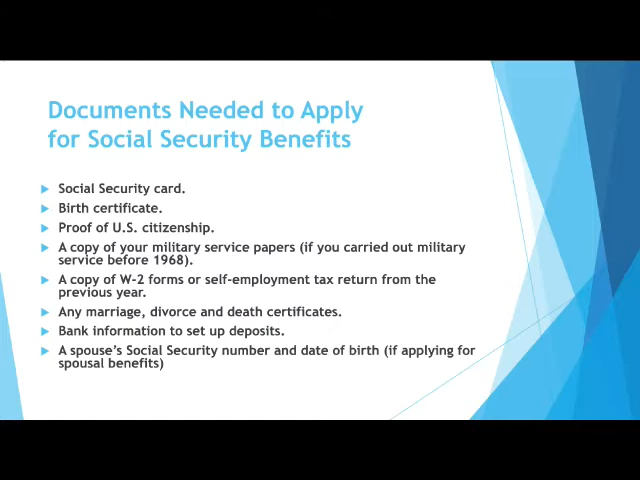 Documents Needed to Apply
for Social Security Benefits
Social Security card.
Birth certificate.
Proof of U.S. citizenship.
A copy of your military service papers (if you carried out military
service before 1968).
A copy of W-2 forms or self-employment tax return from the
previous year.
Any marriage, divorce and death certificates.
Bank information to set up deposits.
A spouse's Social Security number and date of birth (if applying for
spousal benefits)